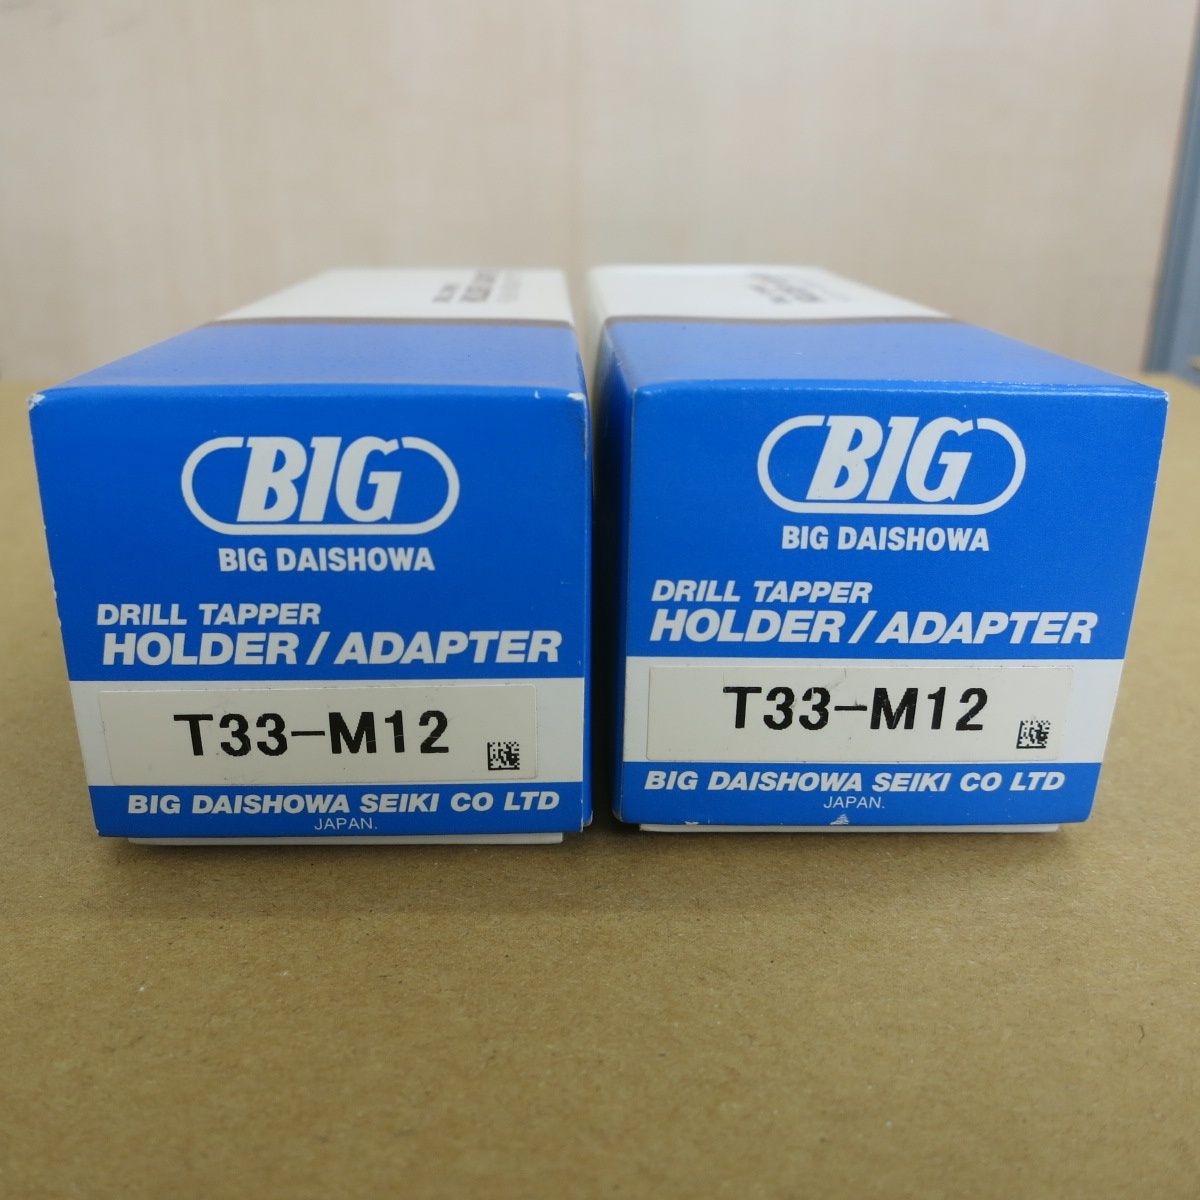 BIG
BIG DAISHOWA
DRILL TAPPER
HOLDER/ADAPTER
T33-M12
BIG DAISHOWA SEIKI CO LTD
JAPAN.
BIG
BIG DAISHOWA
DRILL TAPPER
HOLDER/ADAPTER
T33-M12
BIG DAISHOWA SEIKI CO LTD
JAPAN.